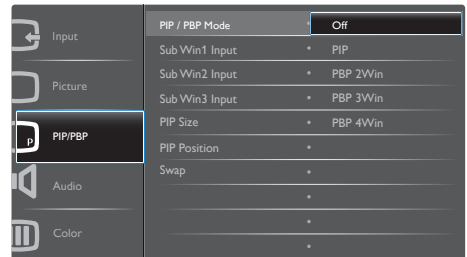 Input
Picture
P
PIP/PBP
Audio
Color
PIP / PBP Mode • Off
Sub Win1 Input • PIP
Sub Win2 Input • PBP 2Win
Sub Win3 Input • PBP 3Win
PIP Size • PBP 4Win
PIP Position •
Swap •
•
•
•